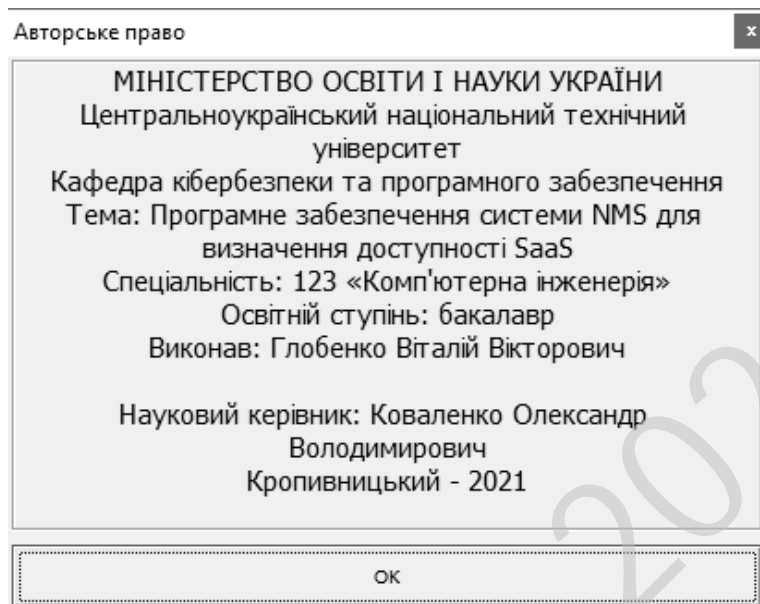 Авторське право
x
МІНІСТЕРСТВО ОСВІТИ І НАУКИ УКРАЇНИ
Центральноукраїнський національний технічний
університет
Кафедра кібербезпеки та програмного забезпечення
Тема: Програмне забезпечення системи NMS для
визначення доступності SaaS
Спеціальність: 123 «Комп'ютерна інженерія»
Освітній ступінь: бакалавр
Виконав: Глобенко Віталій Вікторович
Науковий керівник: Коваленко Олександр
Володимирович
Кропивницький - 2021
ОК